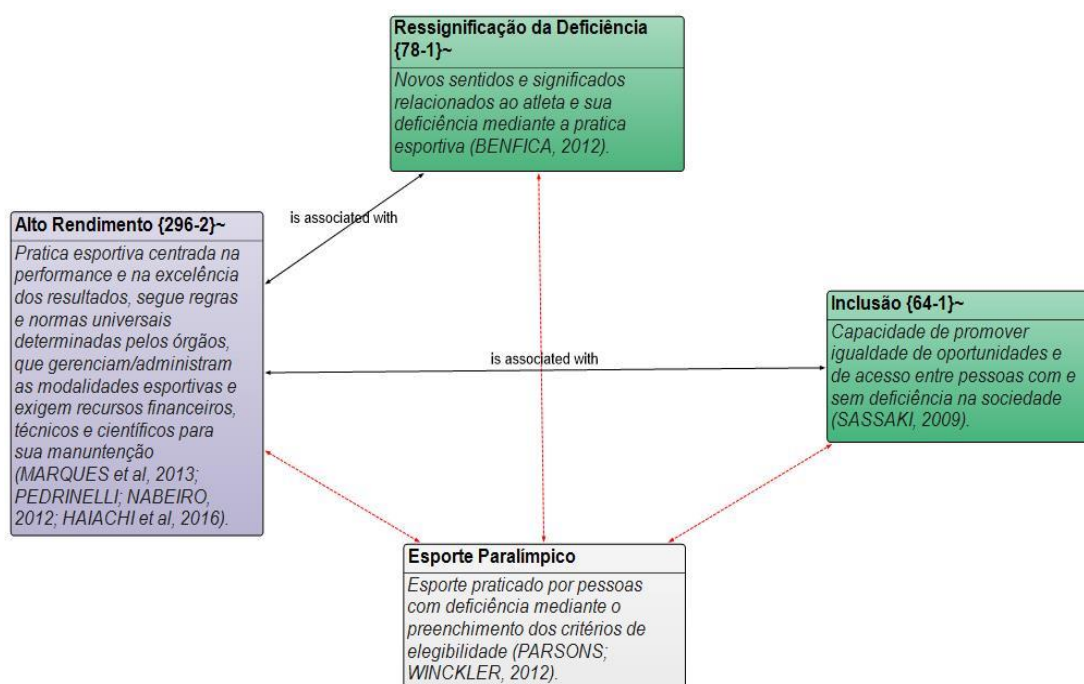 Ressignificação da Deficiência
{78-1}~
Novos sentidos e significados
relacionados ao atleta e sua
deficiência mediante a pratica
esportiva (BENFICA, 2012).
is associated with
Alto Rendimento {296-2}~
Pratica esportiva centrada na
performance e na excelência
dos resultados, segue regras
e normas universais
determinadas pelos órgãos,
que gerenciam/administram
as modalidades esportivas e
exigem recursos financeiros,
técnicos e científicos para
sua manuntenção
(MARQUES et al, 2013;
PEDRINELLI; NABEIRO,
2012; HAIACHI et al, 2016).
is associated with
Inclusão {64-1}~
Capacidade de promover
igualdade de oportunidades e
de acesso entre pessoas com e
sem deficiência na sociedade
(SASSAKI, 2009).
Esporte Paralímpico
Esporte praticado por pessoas
com deficiência mediante o
preenchimento dos critérios de
elegibilidade (PARSONS;
WINCKLER, 2012).